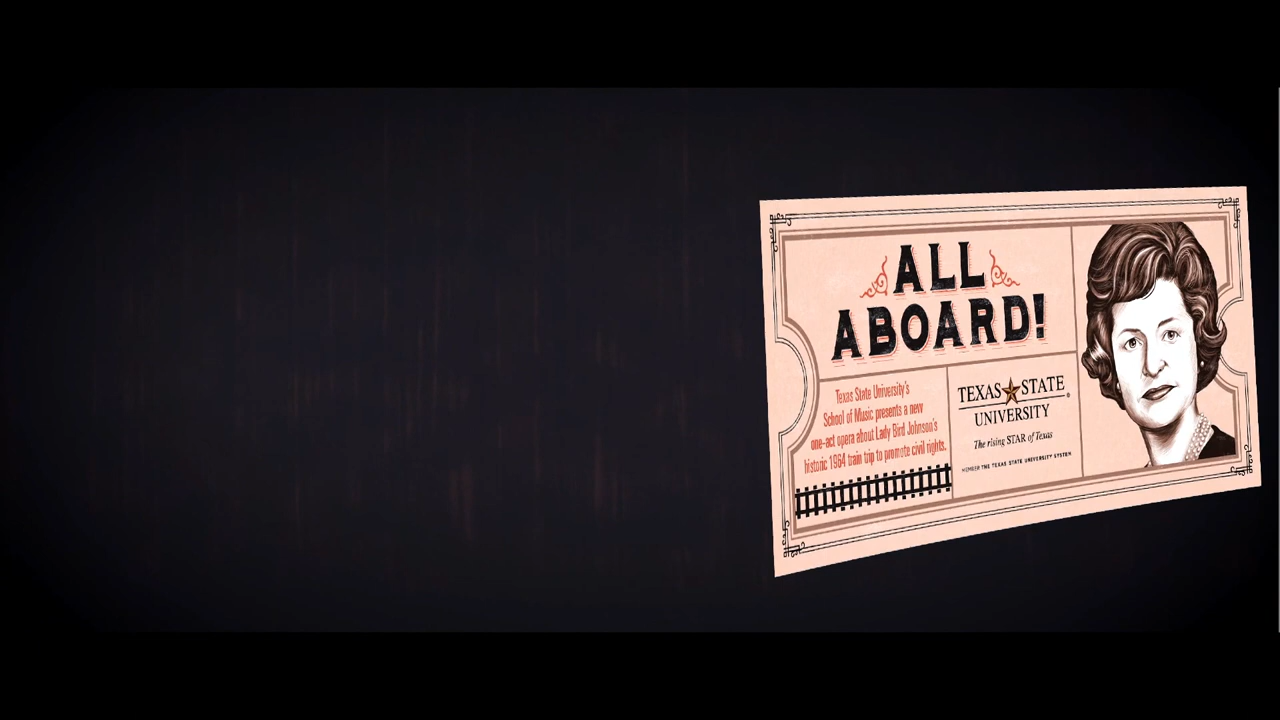 ALL
ABOARD!
Texas State University's
School of Music presents a new
one-act opera about Lady Bird Johnson's
historic 1964 train trip to promote civil rights.
TEXAS STATE
UNIVERSITY
The rising STAR of Texas
MEMBER THE TEXAS STATE UNIVERSITY SYSTEM